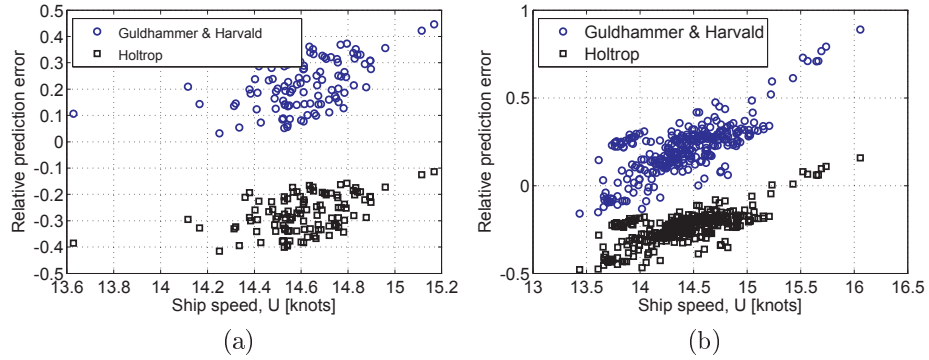 0.5
0.4
0.3
0.2
0.1
0
-0.1
-0.2
-0.3
-0.4
-0.5
Relative prediction error
Guldhammer & Harvald
Holtrop
13.6 13.8 14 14.2 14.4 14.6 14.8 15 15.2
Ship speed, U [knots]
(a)
1
0.5
0
-0.5
Relative prediction error
Guldhammer & Harvald
Holtrop
13 13.5 14 14.5 15 15.5 16 16.5
Ship speed, U [knots]
(b)